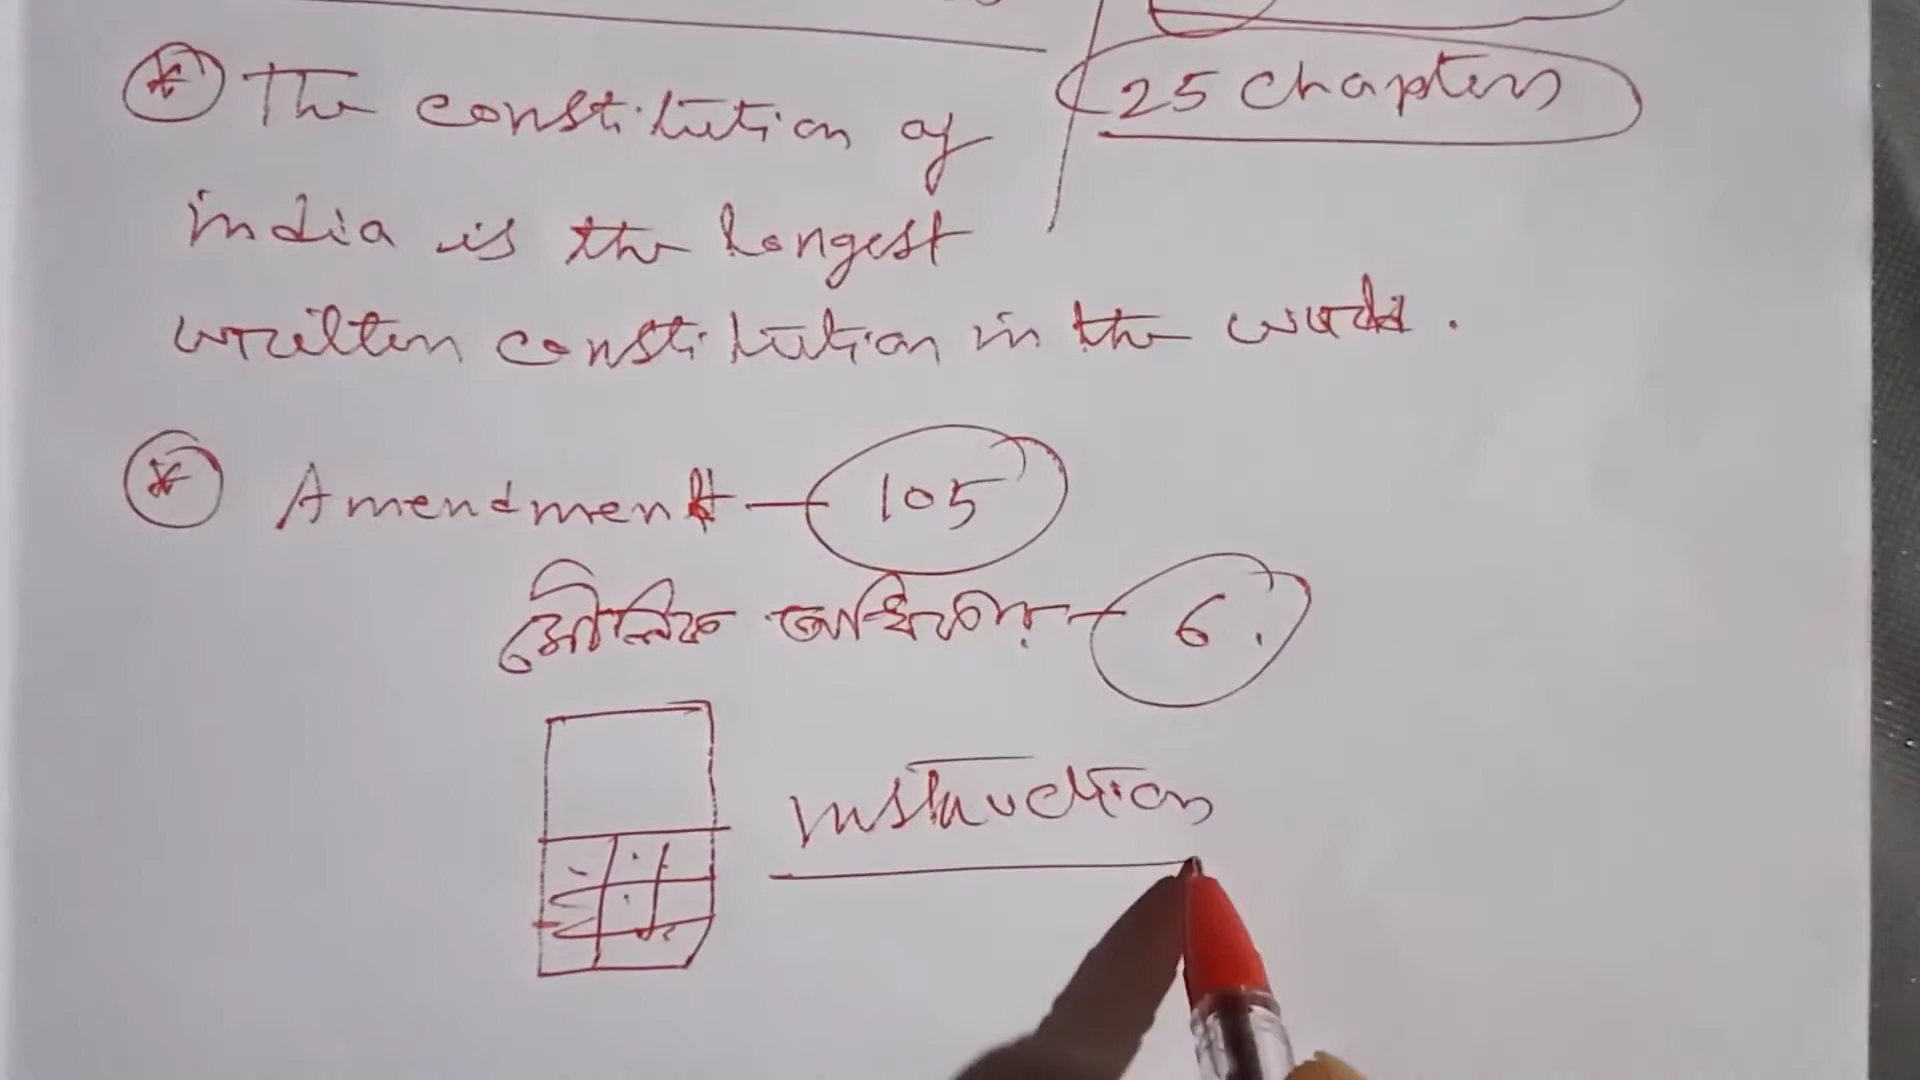 25 chapters
The constitution of
india is the longest
written constitution in the world.
Amendment — 105
মৌলিক অধিকার — 6.
instruction